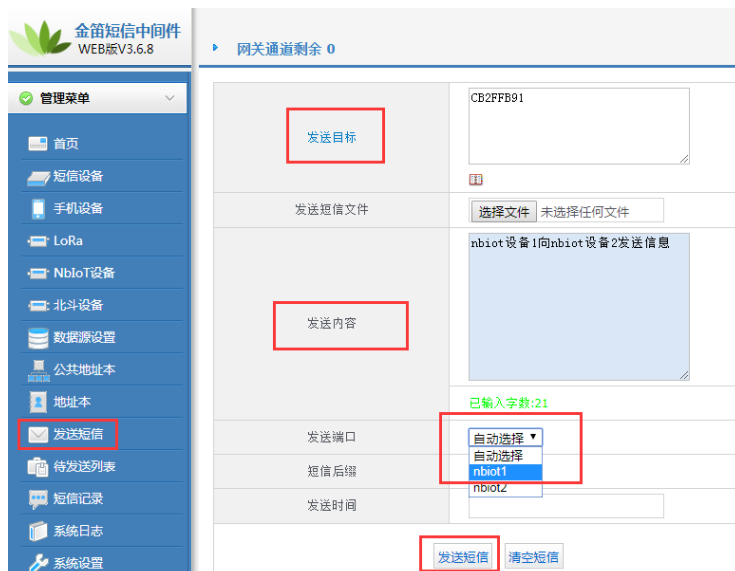 金笛短信中间件
WEB版V3.6.8
网关通道剩余 0
管理菜单
首页
短信设备
手机设备
LoRa
NbIoT设备
北斗设备
数据源设置
公共地址本
地址本
发送短信
待发送列表
短信记录
系统日志
系统设置
发送目标
CB2FFB91
发送短信文件
选择文件 未选择任何文件
发送内容
nbiot设备1向nbiot设备2发送信息
已输入字数:21
发送端口
自动选择
自动选择
nbiot1
nbiot2
短信后缀
发送时间
发送短信 清空短信